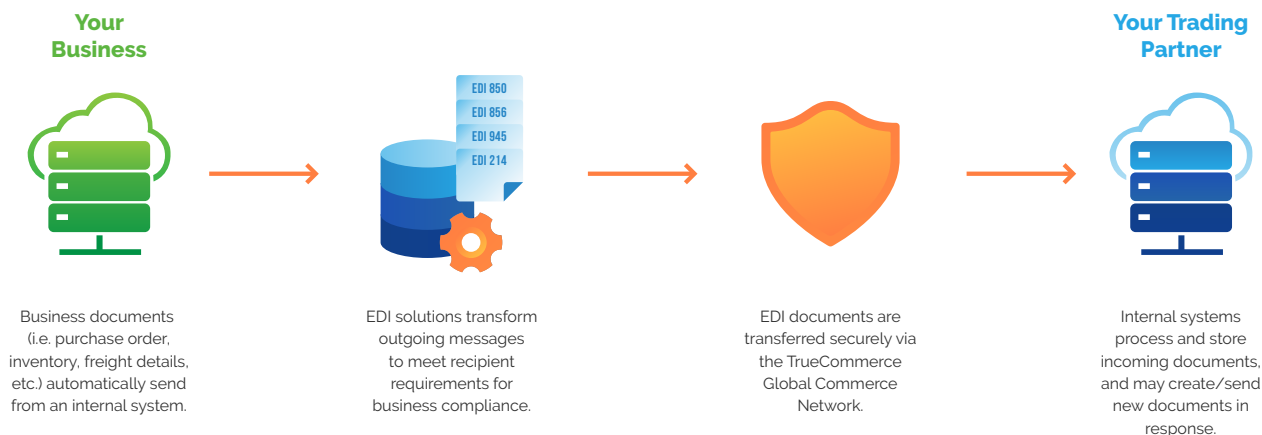 Your
Business
Your Trading
Partner
EDI 850
EDI 856
EDI 945
EDI 214
Business documents
(i.e. purchase order,
inventory, freight details,
etc.) automatically send
from an internal system.
EDI solutions transform
outgoing messages
to meet recipient
requirements for
business compliance.
EDI documents are
transferred securely via
the TrueCommerce
Global Commerce
Network.
Internal systems
process and store
incoming documents,
and may create/send
new documents in
response.